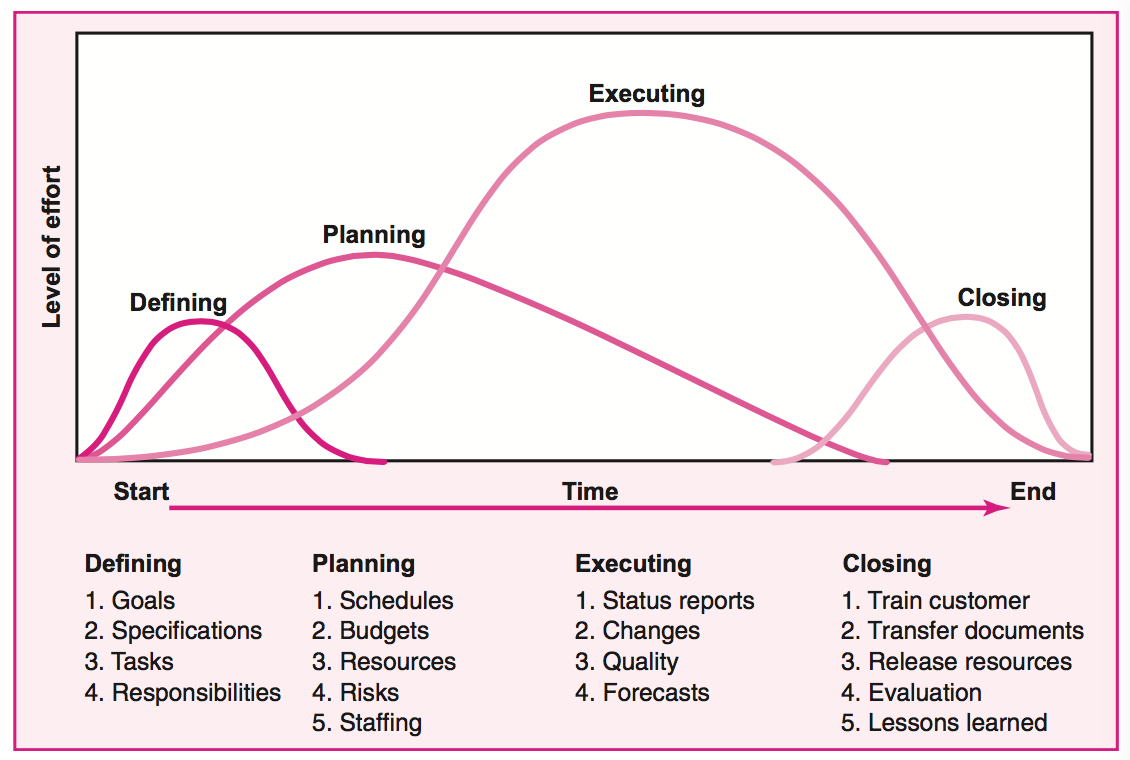 Executing
Planning
Defining
Closing
Level of effort
Start
Time
End
Defining
1. Goals
2. Specifications
3. Tasks
4. Responsibilities
Planning
1. Schedules
2. Budgets
3. Resources
4. Risks
5. Staffing
Executing
1. Status reports
2. Changes
3. Quality
4. Forecasts
Closing
1. Train customer
2. Transfer documents
3. Release resources
4. Evaluation
5. Lessons learned